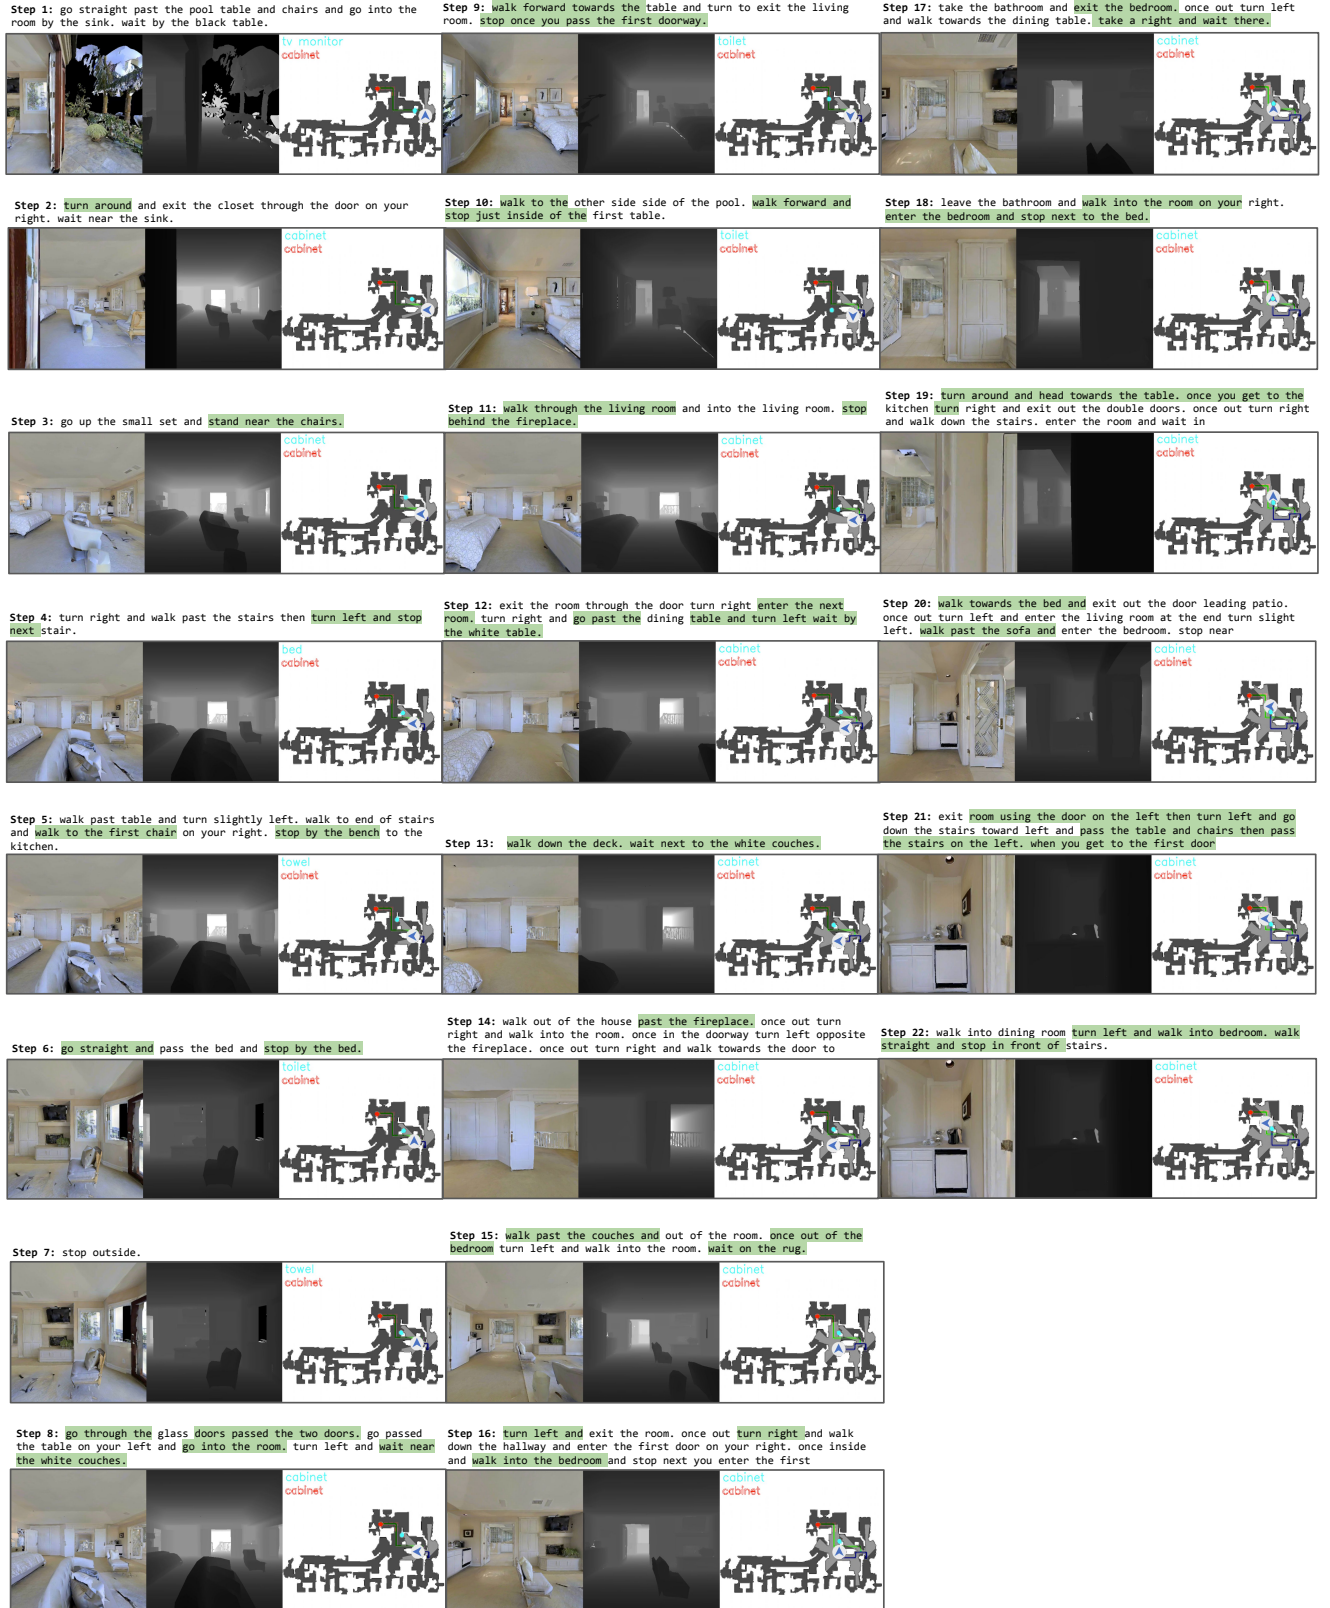 Step 1: go straight past the pool table and chairs and go into the
room by the sink. wait by the black table.
tv monitor
cabinet
Step 2: turn around and exit the closet through the door on your
right. wait near the sink.
cabinet
cabinet
Step 3: go up the small set and stand near the chairs.
cabinet
cabinet
Step 4: turn right and walk past the stairs then turn left and stop
next stair.
bed
cabinet
Step 5: walk past table and turn slightly left. walk to end of stairs
and walk to the first chair on your right. stop by the bench to the
kitchen.
towel
cabinet
Step 6: go straight and pass the bed and stop by the bed.
toilet
cabinet
Step 7: stop outside.
towel
cabinet
Step 8: go through the glass doors passed the two doors. go passed
the table on your left and go into the room. turn left and wait near
the white couches.
cabinet
cabinet
Step 9: walk forward towards the table and turn to exit the living
room. stop once you pass the first doorway.
toilet
cabinet
Step 10: walk to the other side side of the pool. walk forward and
stop just inside of the first table.
toilet
cabinet
Step 11: walk through the living room and into the living room. stop
behind the fireplace.
cabinet
cabinet
Step 12: exit the room through the door turn right enter the next
room. turn right and go past the dining table and turn left wait by
the white table.
cabinet
cabinet
Step 13: walk down the deck. wait next to the white couches.
cabinet
cabinet
Step 14: walk out of the house past the fireplace. once out turn
right and walk into the room. once in the doorway turn left opposite
the fireplace. once out turn right and walk towards the door to
cabinet
cabinet
Step 15: walk past the couches and out of the room. once out of the
bedroom turn left and walk into the room. wait on the rug.
cabinet
cabinet
Step 16: turn left and exit the room. once out turn right and walk
down the hallway and enter the first door on your right. once inside
and walk into the bedroom and stop next you enter the first
cabinet
cabinet
Step 17: take the bathroom and exit the bedroom. once out turn left
and walk towards the dining table. take a right and wait there.
cabinet
cabinet
Step 18: leave the bathroom and walk into the room on your right.
enter the bedroom and stop next to the bed.
cabinet
cabinet
Step 19: turn around and head towards the table. once you get to the
kitchen turn right and exit out the double doors. once out turn right
and walk down the stairs. enter the room and wait in
cabinet
cabinet
Step 20: walk towards the bed and exit out the door leading patio.
once out turn left and enter the living room at the end turn slight
left. walk past the sofa and enter the bedroom. stop near
cabinet
cabinet
Step 21: exit room using the door on the left then turn left and go
down the stairs toward left and pass the table and chairs then pass
the stairs on the left. when you get to the first door
cabinet
cabinet
Step 22: walk into dining room turn left and walk into bedroom. walk
straight and stop in front of stairs.
cabinet
cabinet